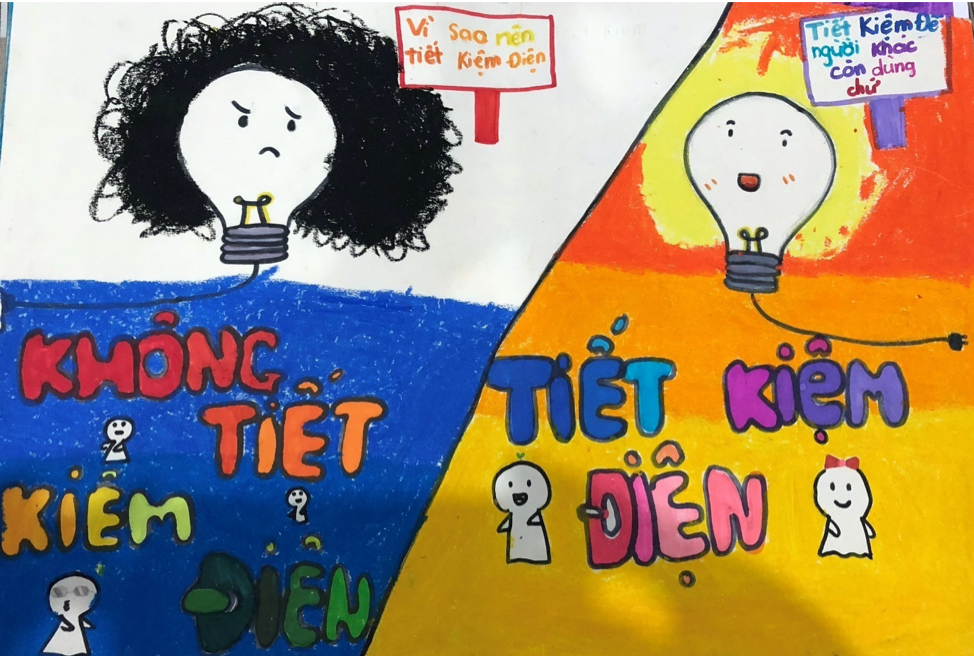 Vì Sao nên
tiết Kiệm Điện
Tiết Kiệm Để
người khác
còn dùng
chứ
KHÔNG
TIẾT
KIỆM
ĐIỆN
TIẾT KIỆM
ĐIỆN